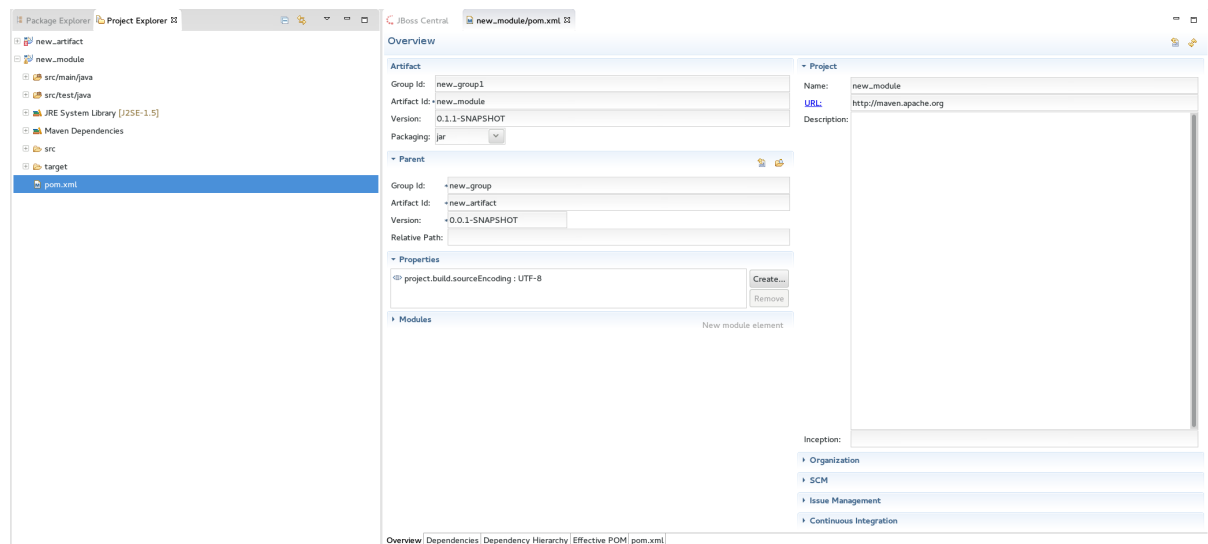 Package Explorer Project Explorer
new_artifact
new_module
src/main/java
src/test/java
JRE System Library [J2SE-1.5]
Maven Dependencies
src
target
pom.xml
JBoss Central new_module/pom.xml
Overview
Artifact
Group Id: new_group1
Artifact Id:* new_module
Version: 0.1.1-SNAPSHOT
Packaging: jar
Parent
Group Id: * new_group
Artifact Id: * new_artifact
Version: * 0.0.1-SNAPSHOT
Relative Path:
Properties
project.build.sourceEncoding : UTF-8
Create...
Remove
Modules
New module element
Project
Name: new_module
URL: http://maven.apache.org
Description:
Inception:
Organization
SCM
Issue Management
Continuous Integration
Overview Dependencies Dependency Hierarchy Effective POM pom.xml